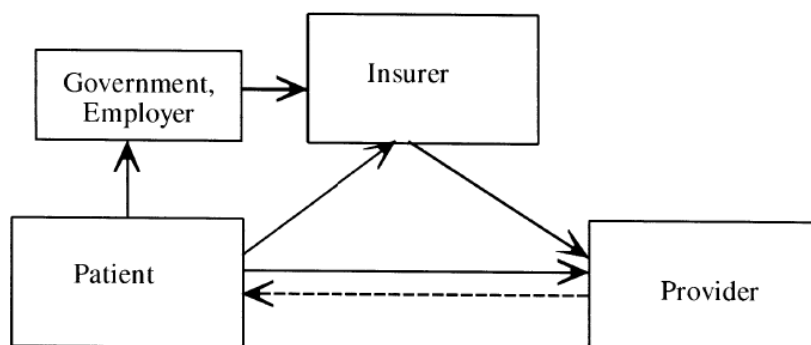 Government,
Employer
Insurer
Patient
Provider